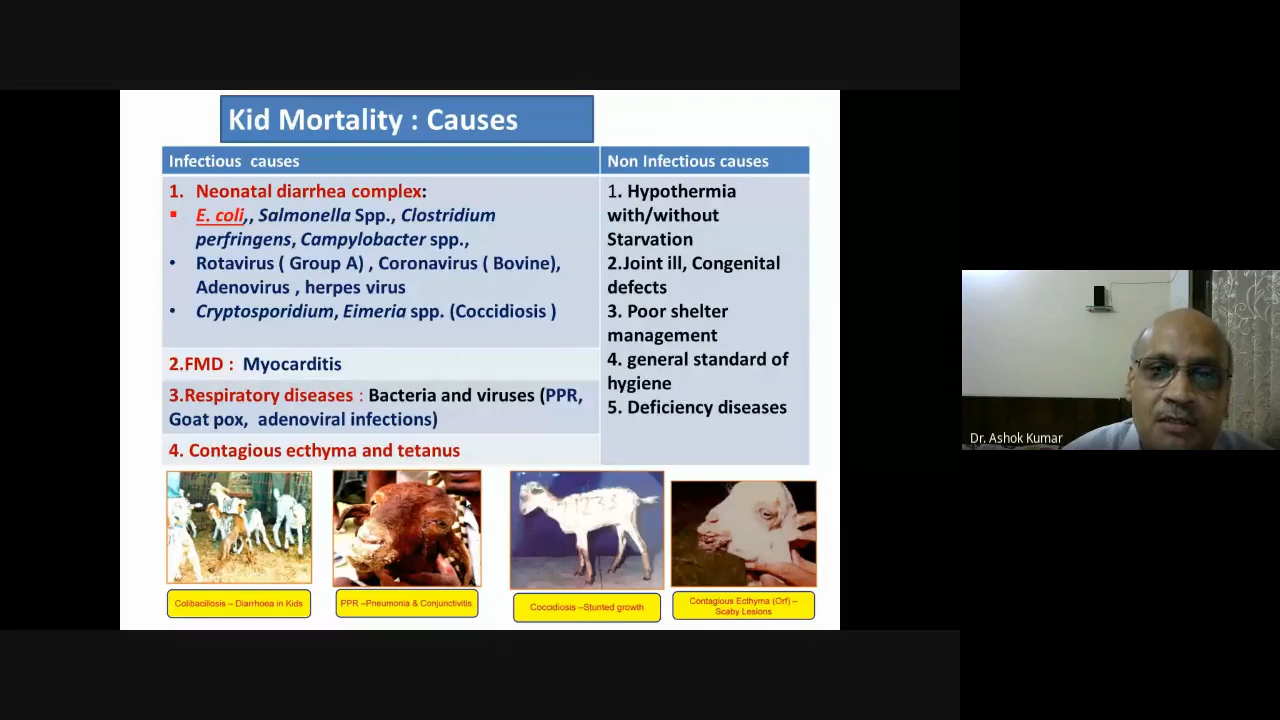 Kid Mortality : Causes
Infectious causes
1. Neonatal diarrhea complex:
▪ E. coli,, Salmonella Spp., Clostridium
perfringens, Campylobacter spp.,
• Rotavirus ( Group A) , Coronavirus ( Bovine),
Adenovirus , herpes virus
• Cryptosporidium, Eimeria spp. (Coccidiosis )
2.FMD : Myocarditis
3.Respiratory diseases : Bacteria and viruses (PPR,
Goat pox, adenoviral infections)
4. Contagious ecthyma and tetanus
Non Infectious causes
1. Hypothermia
with/without
Starvation
2.Joint ill, Congenital
defects
3. Poor shelter
management
4. general standard of
hygiene
5. Deficiency diseases
Colibacillosis – Diarrhoea in Kids
PPR –Pneumonia & Conjunctivitis
Coccidiosis –Stunted growth
Contagious Ecthyma (Orf) –
Scaby Lesions
Dr. Ashok Kumar